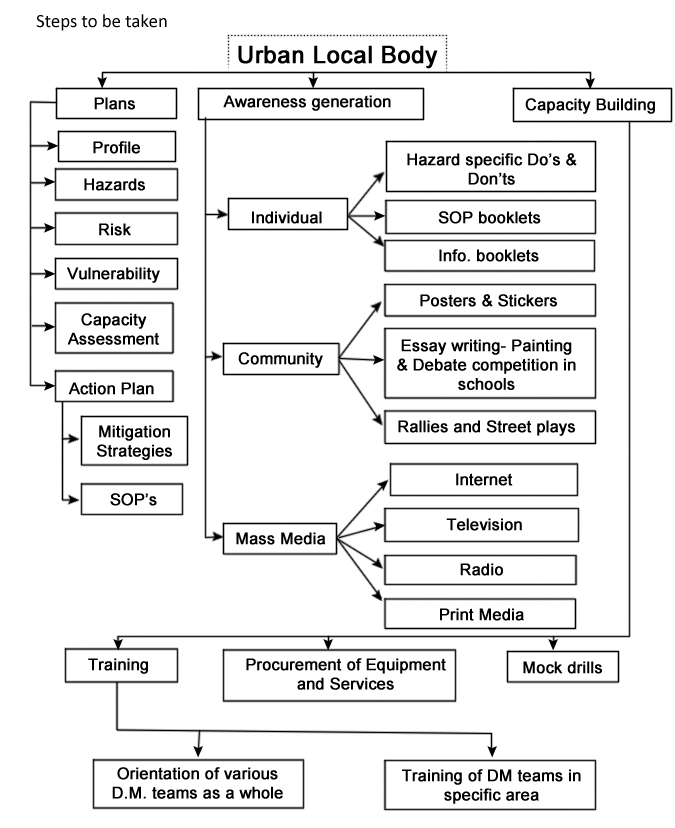 Steps to be taken
Urban Local Body
Plans
Awareness generation
Capacity Building
Profile
Hazards
Risk
Vulnerability
Capacity
Assessment
Action Plan
Mitigation
Strategies
SOP's
Individual
Hazard specific Do's &
Don'ts
SOP booklets
Info. booklets
Community
Posters & Stickers
Essay writing- Painting
& Debate competition in
schools
Rallies and Street plays
Mass Media
Internet
Television
Radio
Print Media
Training
Procurement of Equipment
and Services
Mock drills
Orientation of various
D.M. teams as a whole
Training of DM teams in
specific area